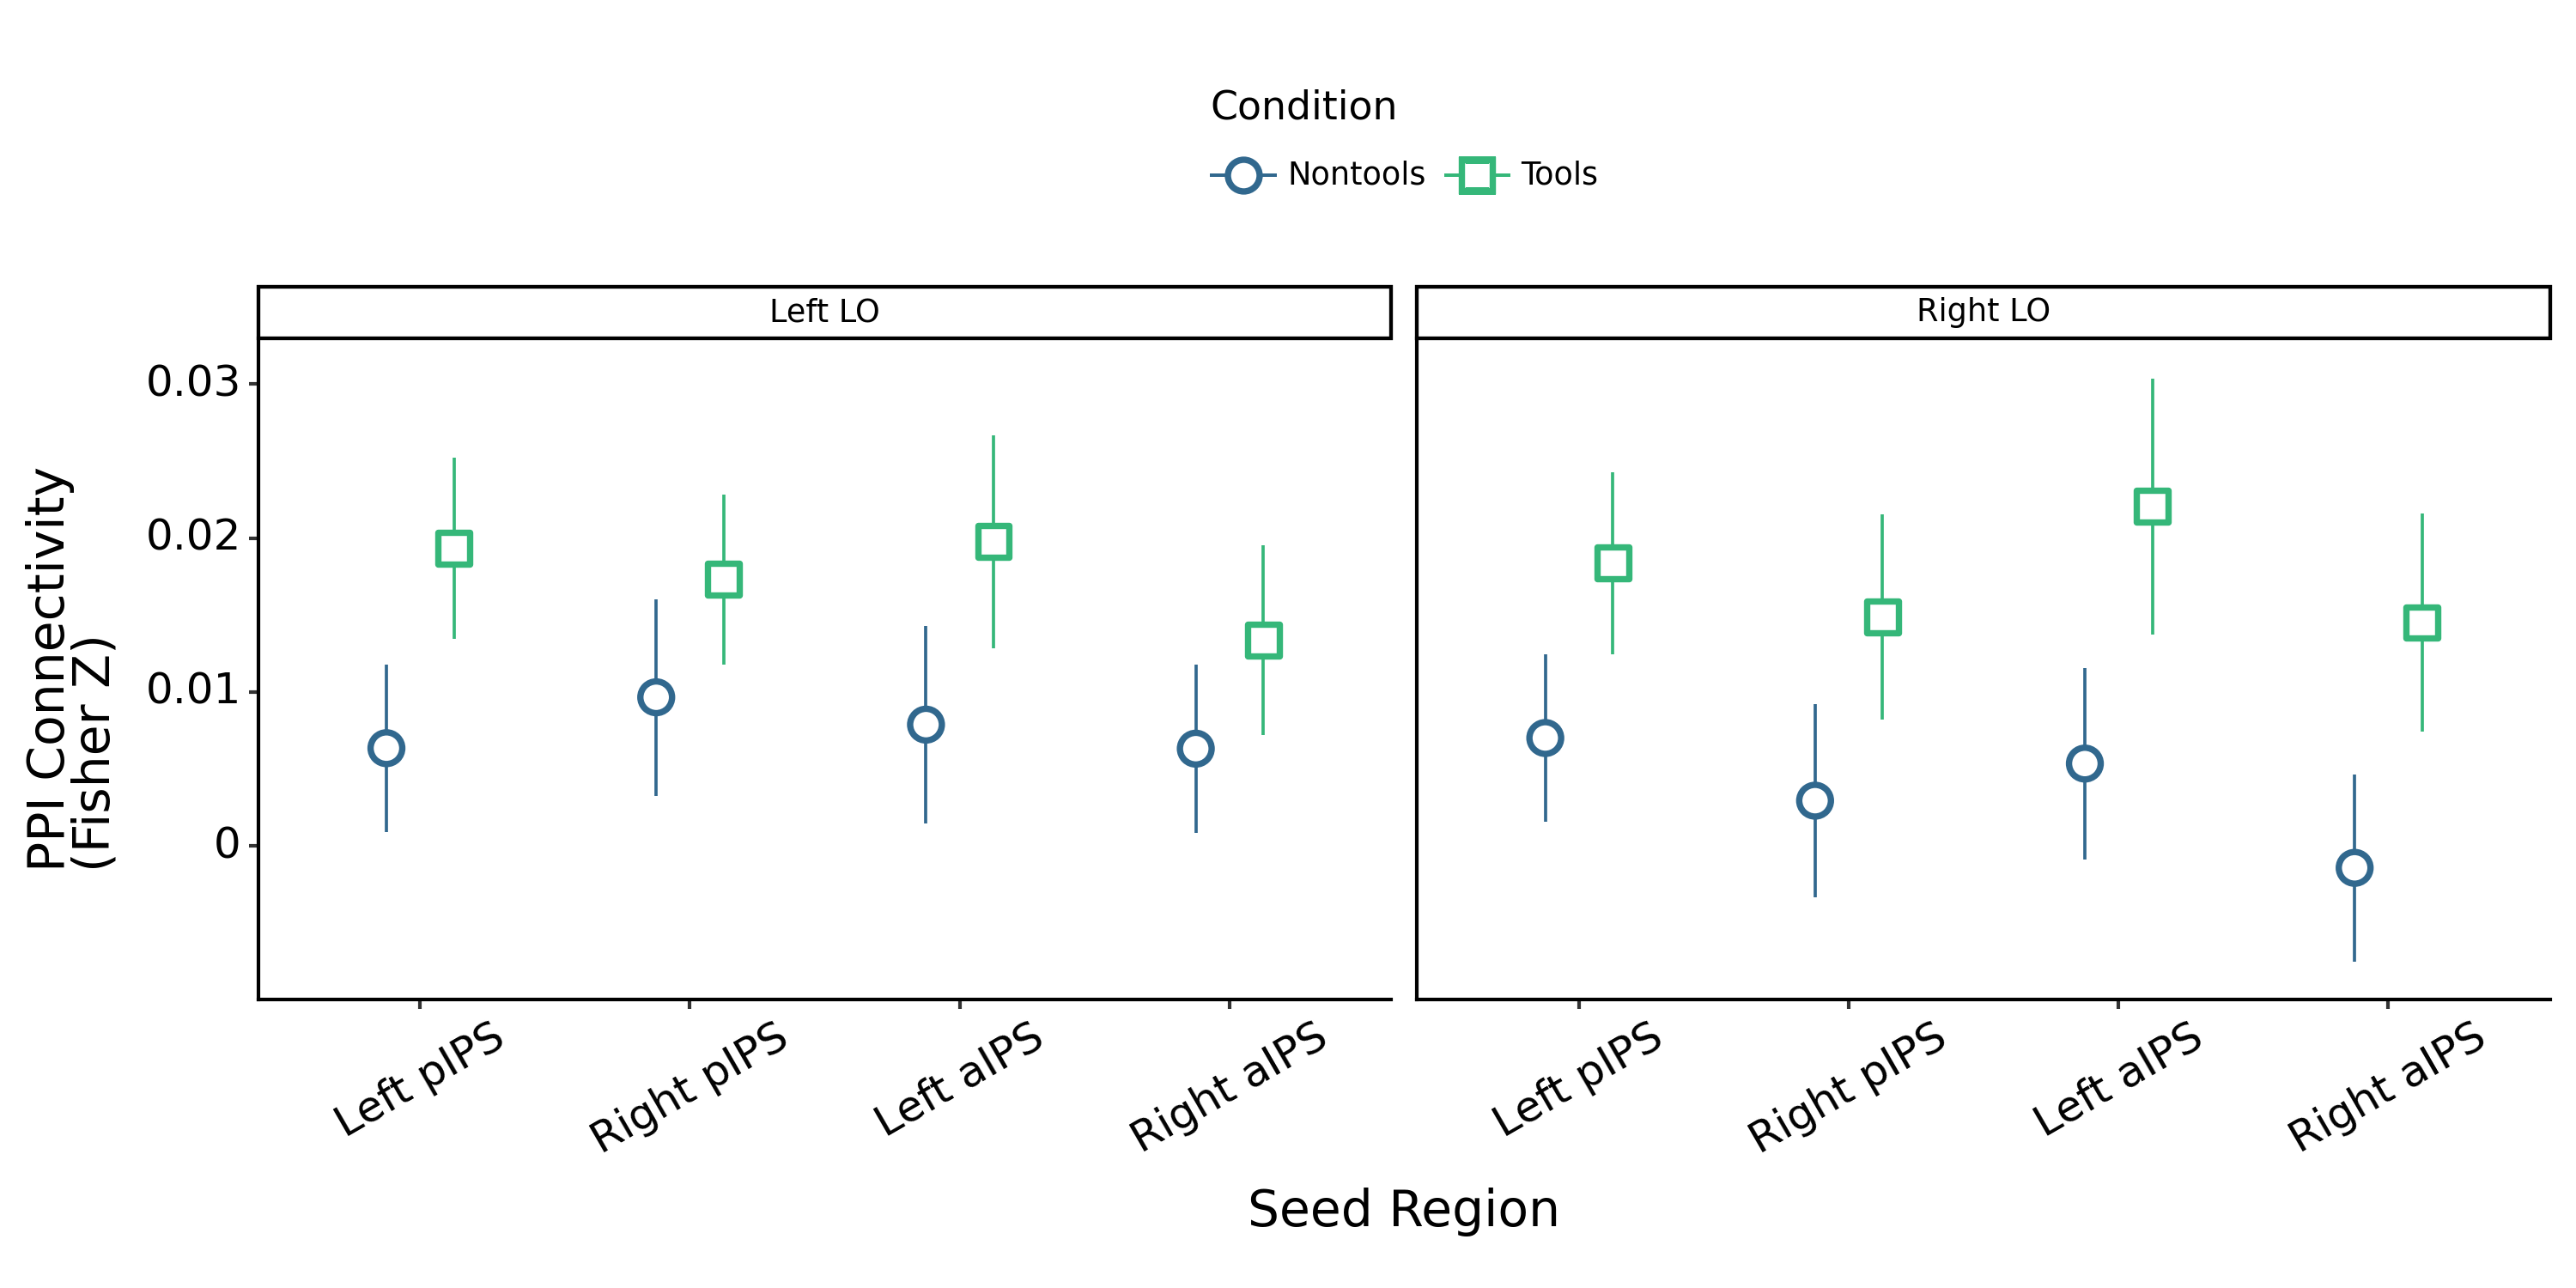 Condition
Nontools Tools
Left LO
Right LO
PPI Connectivity
(Fisher Z)
0.03
0.02
0.01
0
Left pIPS
Right pIPS
Left aIPS
Right aIPS
Left pIPS
Right pIPS
Left aIPS
Right aIPS
Seed Region